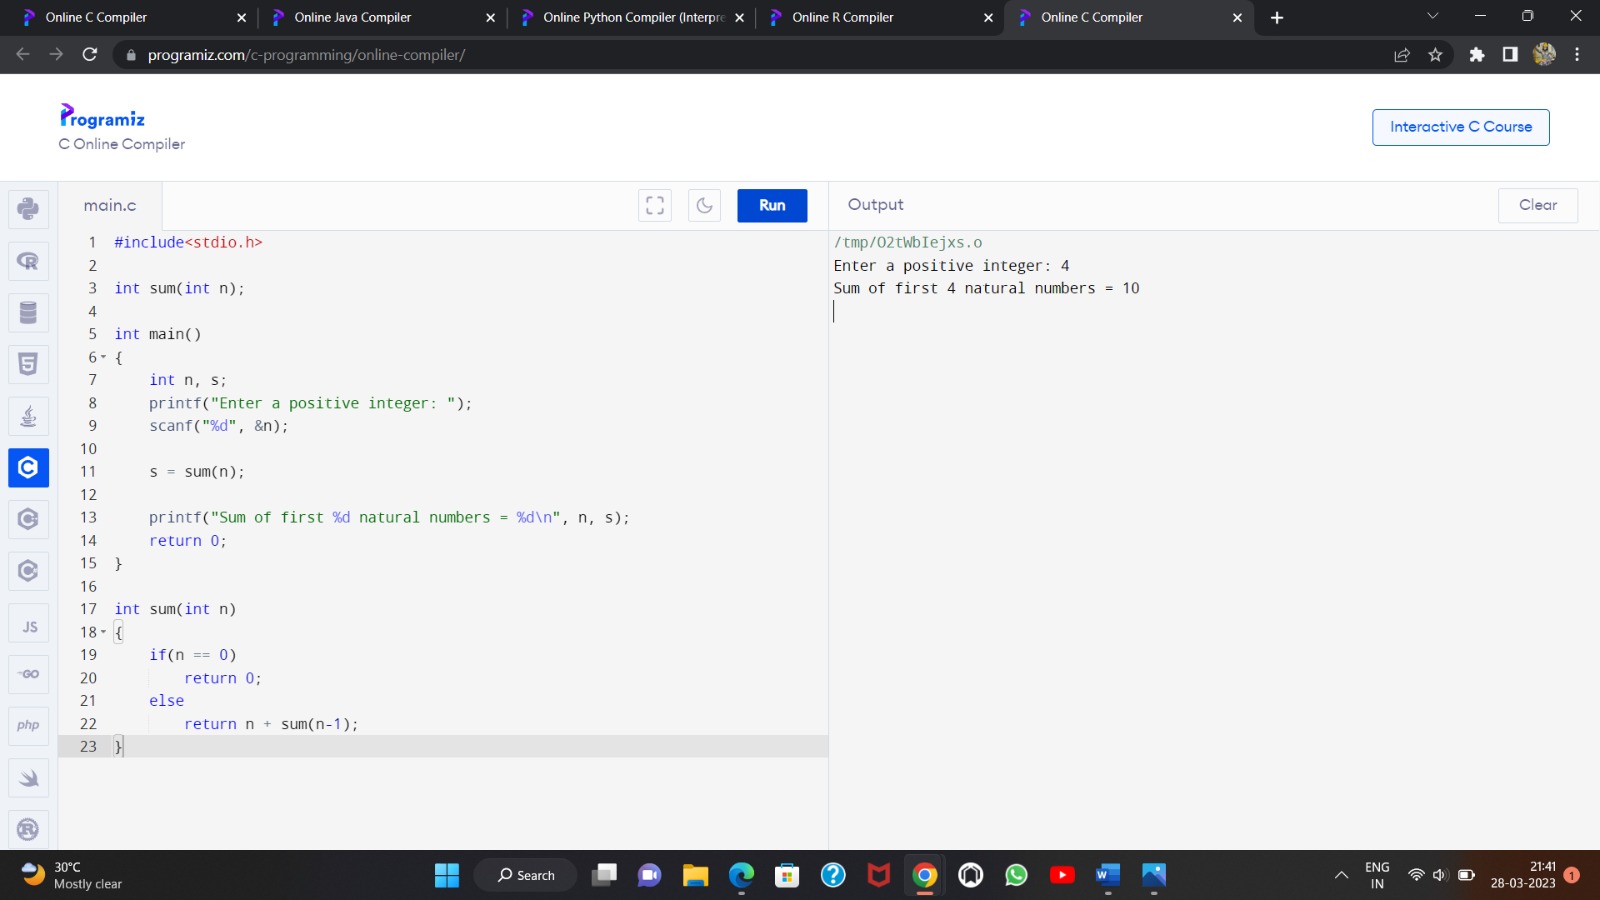 Online C Compiler
Online Java Compiler
Online Python Compiler (Interpre
Online R Compiler
Online C Compiler
programiz.com/c-programming/online-compiler/
Programiz
C Online Compiler
Interactive C Course
main.c
Run
Output
Clear
1 #include<stdio.h>
2
3 int sum(int n);
4
5 int main()
6 {
7 int n, s;
8 printf("Enter a positive integer: ");
9 scanf("%d", &n);
10
11 s = sum(n);
12
13 printf("Sum of first %d natural numbers = %d\n", n, s);
14 return 0;
15 }
16
17 int sum(int n)
18 {
19 if(n == 0)
20 return 0;
21 else
22 return n + sum(n-1);
23 }
/tmp/O2tWbIejxs.o
Enter a positive integer: 4
Sum of first 4 natural numbers = 10
R
5
C
C
C
JS
GO
php
R
30°C
Mostly clear
Search
W
ENG
IN
21:41
28-03-2023
1